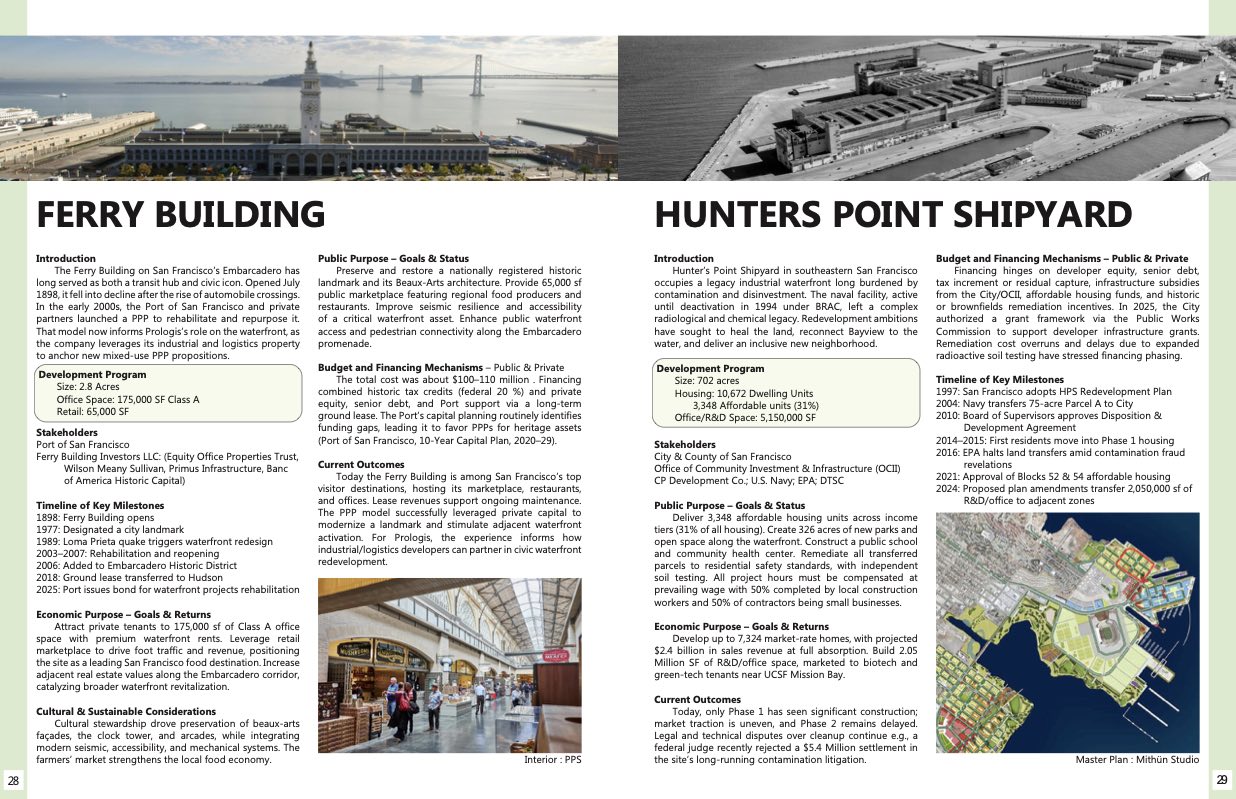 FERRY BUILDING
Introduction
The Ferry Building on San Francisco's Embarcadero has
long served as both a transit hub and civic icon. Opened July
1898, it fell into decline after the rise of automobile crossings.
In the early 2000s, the Port of San Francisco and private
partners launched a PPP to rehabilitate and repurpose it.
That model now informs Prologis's role on the waterfront, as
the company leverages its industrial and logistics property
to anchor new mixed-use PPP propositions.
Development Program
Size: 2.8 Acres
Office Space: 175,000 SF Class A
Retail: 65,000 SF
Stakeholders
Port of San Francisco
Ferry Building Investors LLC: (Equity Office Properties Trust,
Wilson Meany Sullivan, Primus Infrastructure, Banc
of America Historic Capital)
Timeline of Key Milestones
1898: Ferry Building opens
1977: Designated a city landmark
1989: Loma Prieta quake triggers waterfront redesign
2003–2007: Rehabilitation and reopening
2006: Added to Embarcadero Historic District
2018: Ground lease transferred to Hudson
2025: Port issues bond for waterfront projects rehabilitation
Economic Purpose – Goals & Returns
Attract private tenants to 175,000 sf of Class A office
space with premium waterfront rents. Leverage retail
marketplace to drive foot traffic and revenue, positioning
the site as a leading San Francisco food destination. Increase
adjacent real estate values along the Embarcadero corridor,
catalyzing broader waterfront revitalization.
Cultural & Sustainable Considerations
Cultural stewardship drove preservation of beaux-arts
façades, the clock tower, and arcades, while integrating
modern seismic, accessibility, and mechanical systems. The
farmers' market strengthens the local food economy.
28
Public Purpose – Goals & Status
Preserve and restore a nationally registered historic
landmark and its Beaux-Arts architecture. Provide 65,000 sf
public marketplace featuring regional food producers and
restaurants. Improve seismic resilience and accessibility
of a critical waterfront asset. Enhance public waterfront
access and pedestrian connectivity along the Embarcadero
promenade.
Budget and Financing Mechanisms – Public & Private
The total cost was about $100–110 million . Financing
combined historic tax credits (federal 20 %) and private
equity, senior debt, and Port support via a long-term
ground lease. The Port's capital planning routinely identifies
funding gaps, leading it to favor PPPs for heritage assets
(Port of San Francisco, 10-Year Capital Plan, 2020–29).
Current Outcomes
Today the Ferry Building is among San Francisco's top
visitor destinations, hosting its marketplace, restaurants,
and offices. Lease revenues support ongoing maintenance.
The PPP model successfully leveraged private capital to
modernize a landmark and stimulate adjacent waterfront
activation. For Prologis, the experience informs how
industrial/logistics developers can partner in civic waterfront
redevelopment.
MUSHROOMS
Interior : PPS
HUNTERS POINT SHIPYARD
Introduction
Hunter's Point Shipyard in southeastern San Francisco
occupies a legacy industrial waterfront long burdened by
contamination and disinvestment. The naval facility, active
until deactivation in 1994 under BRAC, left a complex
radiological and chemical legacy. Redevelopment ambitions
have sought to heal the land, reconnect Bayview to the
water, and deliver an inclusive new neighborhood.
Development Program
Size: 702 acres
Housing: 10,672 Dwelling Units
3,348 Affordable units (31%)
Office/R&D Space: 5,150,000 SF
Stakeholders
City & County of San Francisco
Office of Community Investment & Infrastructure (OCII)
CP Development Co.; U.S. Navy; EPA; DTSC
Public Purpose – Goals & Status
Deliver 3,348 affordable housing units across income
tiers (31% of all housing). Create 326 acres of new parks and
open space along the waterfront. Construct a public school
and community health center. Remediate all transferred
parcels to residential safety standards, with independent
soil testing. All project hours must be compensated at
prevailing wage with 50% completed by local construction
workers and 50% of contractors being small businesses.
Economic Purpose – Goals & Returns
Develop up to 7,324 market-rate homes, with projected
$2.4 billion in sales revenue at full absorption. Build 2.05
Million SF of R&D/office space, marketed to biotech and
green-tech tenants near UCSF Mission Bay.
Current Outcomes
Today, only Phase 1 has seen significant construction;
market traction is uneven, and Phase 2 remains delayed.
Legal and technical disputes over cleanup continue e.g., a
federal judge recently rejected a $5.4 Million settlement in
the site's long-running contamination litigation.
Budget and Financing Mechanisms – Public & Private
Financing hinges on developer equity, senior debt,
tax increment or residual capture, infrastructure subsidies
from the City/OCII, affordable housing funds, and historic
or brownfields remediation incentives. In 2025, the City
authorized a grant framework via the Public Works
Commission to support developer infrastructure grants.
Remediation cost overruns and delays due to expanded
radioactive soil testing have stressed financing phasing.
Timeline of Key Milestones
1997: San Francisco adopts HPS Redevelopment Plan
2004: Navy transfers 75-acre Parcel A to City
2010: Board of Supervisors approves Disposition &
Development Agreement
2014–2015: First residents move into Phase 1 housing
2016: EPA halts land transfers amid contamination fraud
revelations
2021: Approval of Blocks 52 & 54 affordable housing
2024: Proposed plan amendments transfer 2,050,000 sf of
R&D/office to adjacent zones
Master Plan : Mithün Studio
29